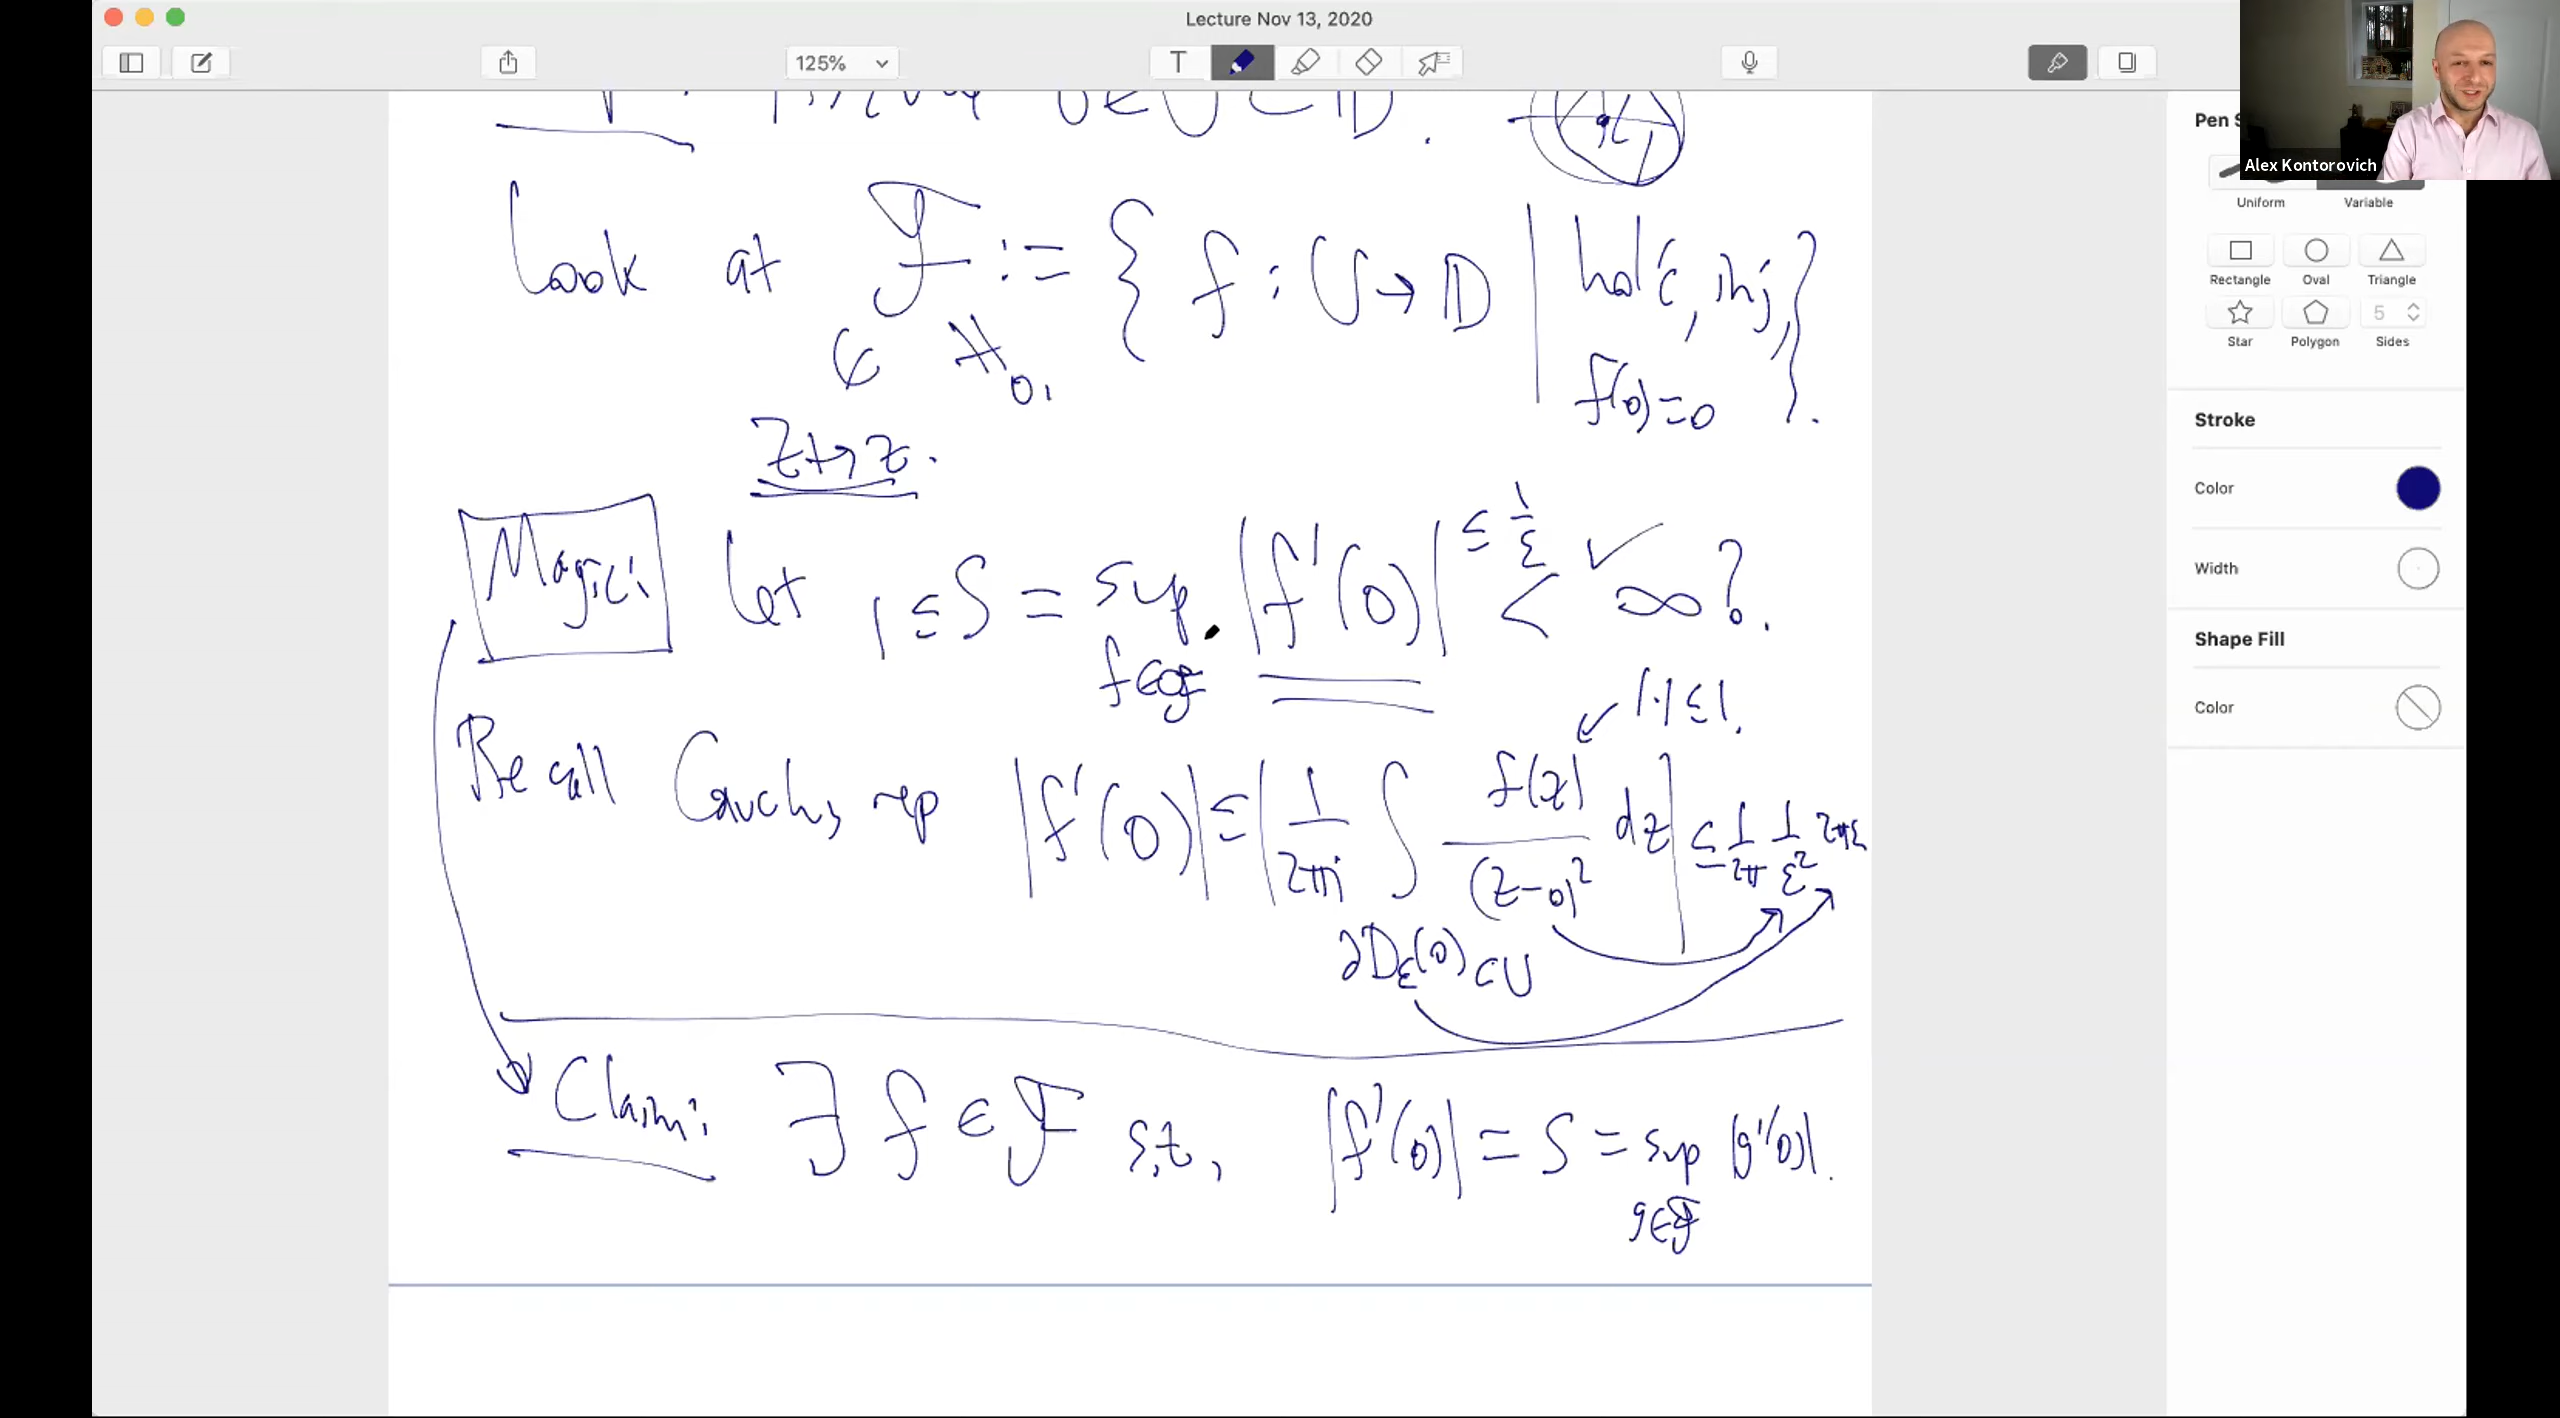 Lecture Nov 13, 2020
125%
T
Alex Kontorovich
Pen S
Uniform Variable
Rectangle Oval Triangle
5
Star Polygon Sides
Stroke
Color
Width
Shape Fill
Color
0 ∈ U ⊂ 𝔻.
Look at ℱ := { f : U → 𝔻 | hol'c, inj, f(0)=0 }.
z ↦ z.
Magic: Let 1 ≤ S = sup_{f∈ℱ} |f'(0)| ≤ 1/ε < ∞ ? ✓
|·| ≤ 1.
Recall Cauchy rep |f'(0)| ≤ | 1/2πi ∫ f(z)/(z-0)² dz | ≤ 1/2π 1/ε² 2πε
∂D_ε(0) ⊂ U
Claim: ∃ f ∈ ℱ s.t. |f'(0)| = S = sup |g'(0)|.
g∈ℱ